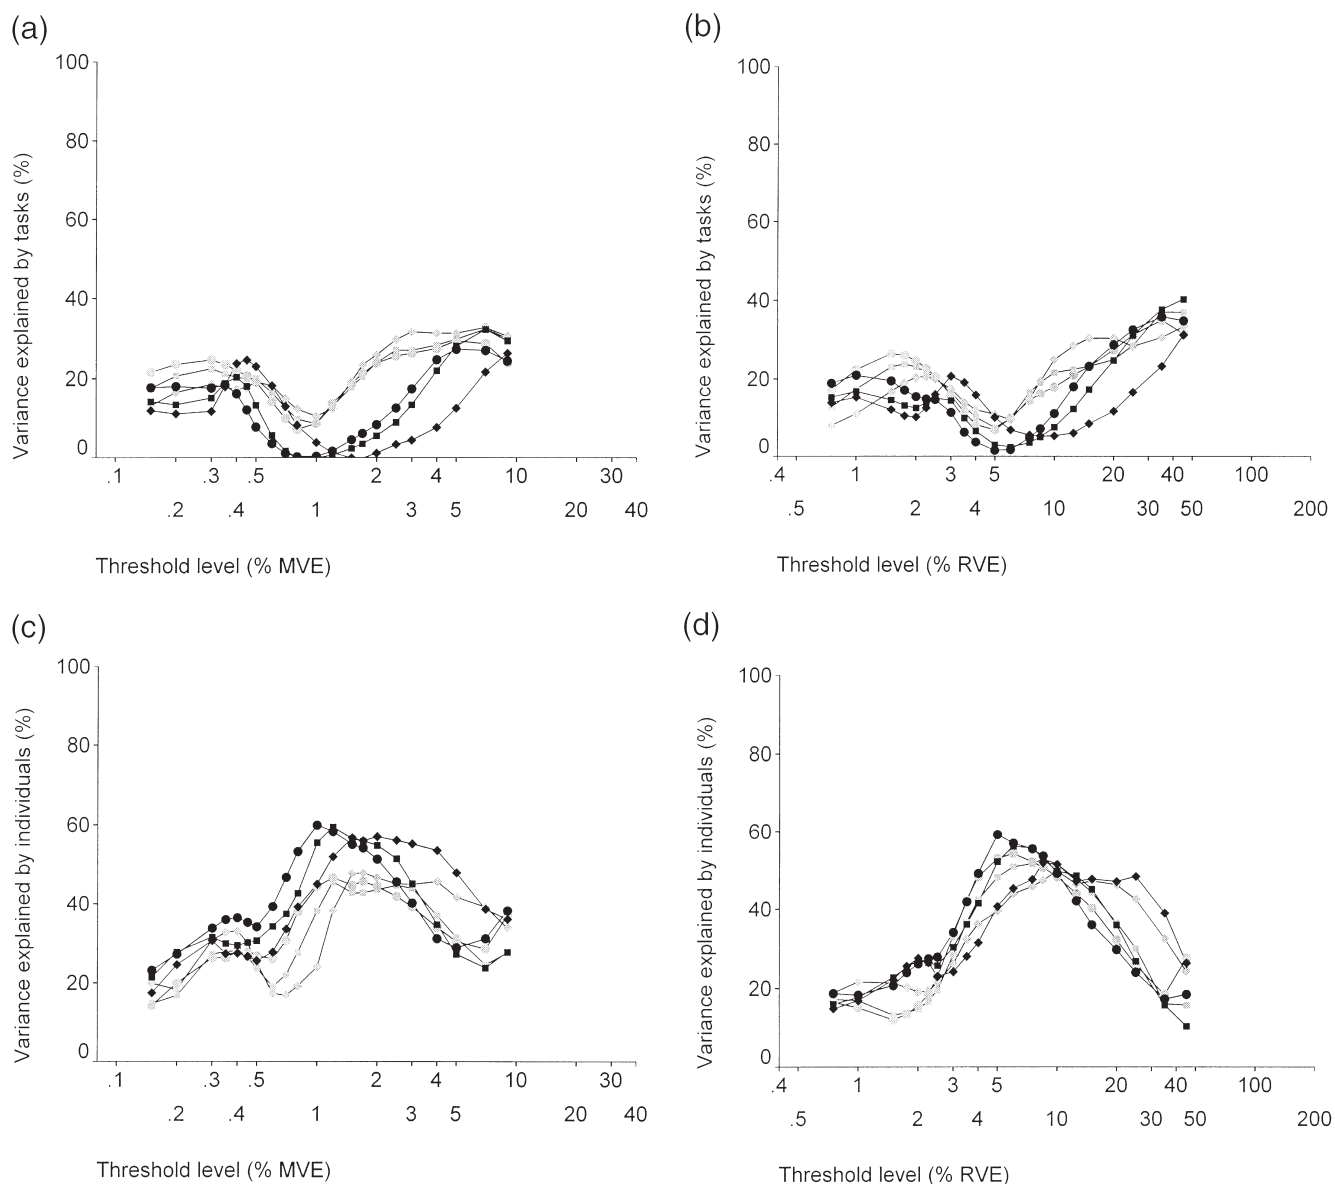 (a)
100
80
60
40
20
0
Variance explained by tasks (%)
.1 .3 .5 2 4 10 30
.2 .4 1 3 5 20 40
Threshold level (% MVE)
(b)
100
80
60
40
20
0
Variance explained by tasks (%)
.4 1 3 5 20 40 100
.5 2 4 10 30 50 200
Threshold level (% RVE)
(c)
100
80
60
40
20
0
Variance explained by individuals (%)
.1 .3 .5 2 4 10 30
.2 .4 1 3 5 20 40
Threshold level (% MVE)
(d)
100
80
60
40
20
0
Variance explained by individuals (%)
.4 1 3 5 20 40 100
.5 2 4 10 30 50 200
Threshold level (% RVE)